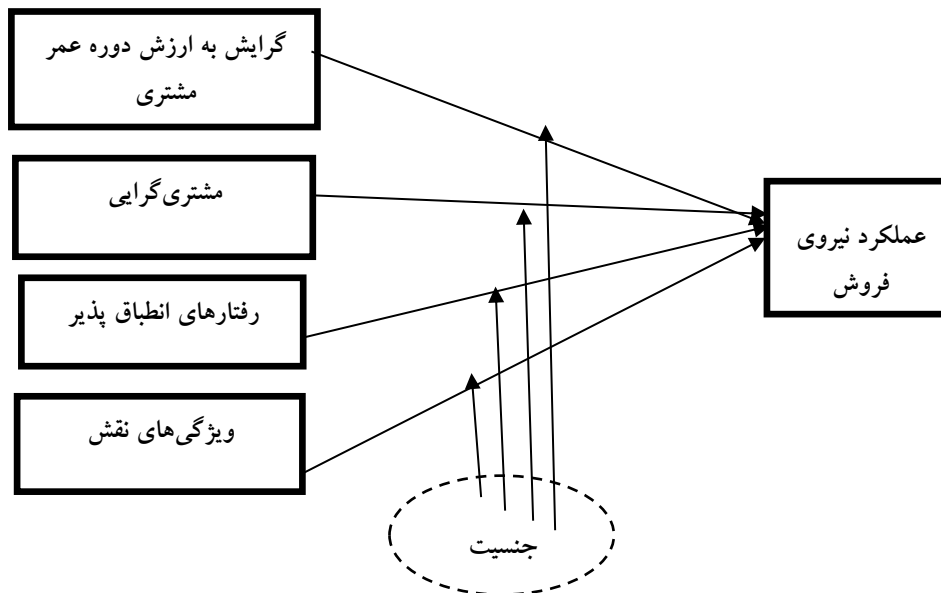 گرایش به ارزش دوره عمر
مشتری
مشتری‌گرایی
عملکرد نیروی
فروش
رفتارهای انطباق پذیر
ویژگی‌های نقش
جنسیت